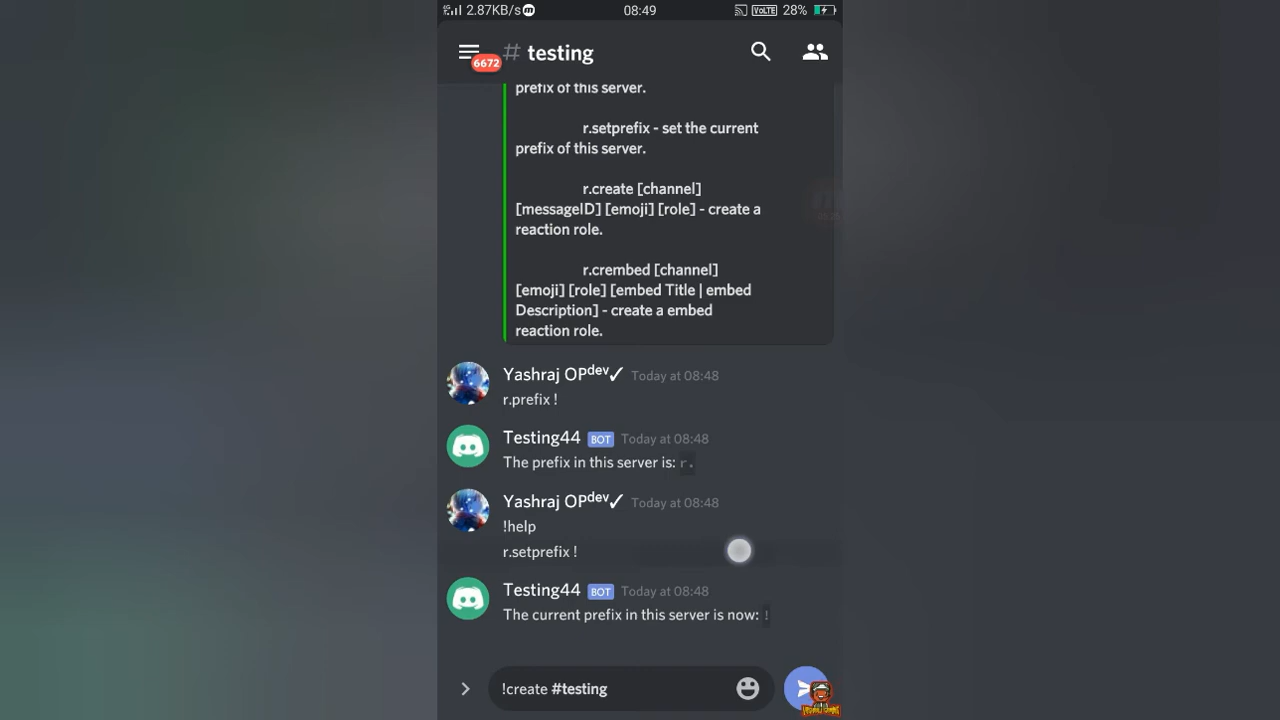 2.87KB/s 08:49 VOLTE 28%
6672 # testing
prefix of this server.
r.setprefix - set the current
prefix of this server.
r.create [channel]
[messageID] [emoji] [role] - create a
reaction role.
r.crembed [channel]
[emoji] [role] [embed Title | embed
Description] - create a embed
reaction role.
Yashraj OPᵈᵉᵛ✓ Today at 08:48
r.prefix !
Testing44 BOT Today at 08:48
The prefix in this server is: r.
Yashraj OPᵈᵉᵛ✓ Today at 08:48
!help
r.setprefix !
Testing44 BOT Today at 08:48
The current prefix in this server is now: !
!create #testing